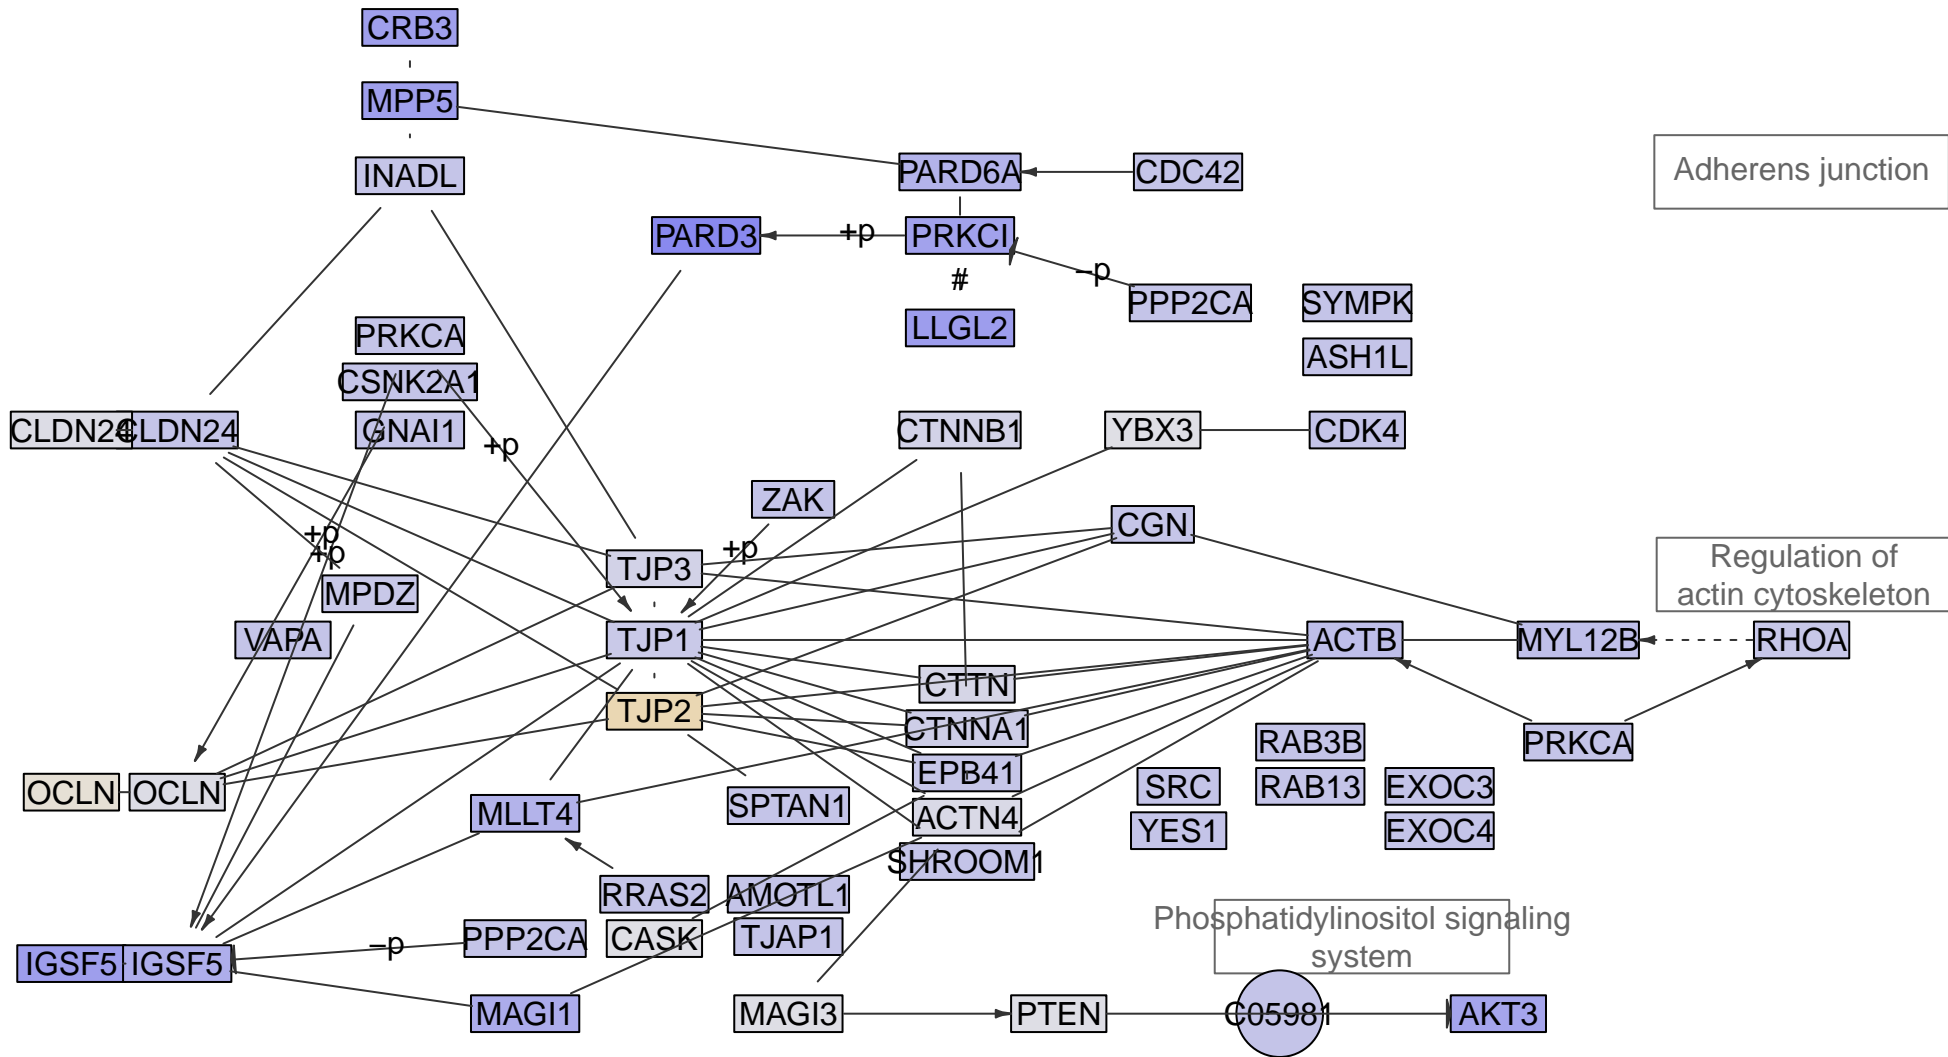 CRB3
MPP5
INADL
PARD6A
CDC42
Adherens junction
PARD3
+p
PRKCI
–p
#
PPP2CA
SYMPK
LLGL2
PRKCA
ASH1L
CSNK2A1
CLDN24
CLDN24
GNAI1
+p
CTNNB1
YBX3
CDK4
ZAK
CGN
+p
+p
+p
TJP3
Regulation of
actin cytoskeleton
MPDZ
VAPA
TJP1
ACTB
MYL12B
RHOA
CTTN
TJP2
CTNNA1
RAB3B
PRKCA
EPB41
OCLN
OCLN
SRC
RAB13
EXOC3
MLLT4
SPTAN1
ACTN4
YES1
EXOC4
SHROOM1
RRAS2
AMOTL1
Phosphatidylinositol signaling
system
–p
PPP2CA
CASK
TJAP1
IGSF5
IGSF5
MAGI1
MAGI3
PTEN
C05981
AKT3